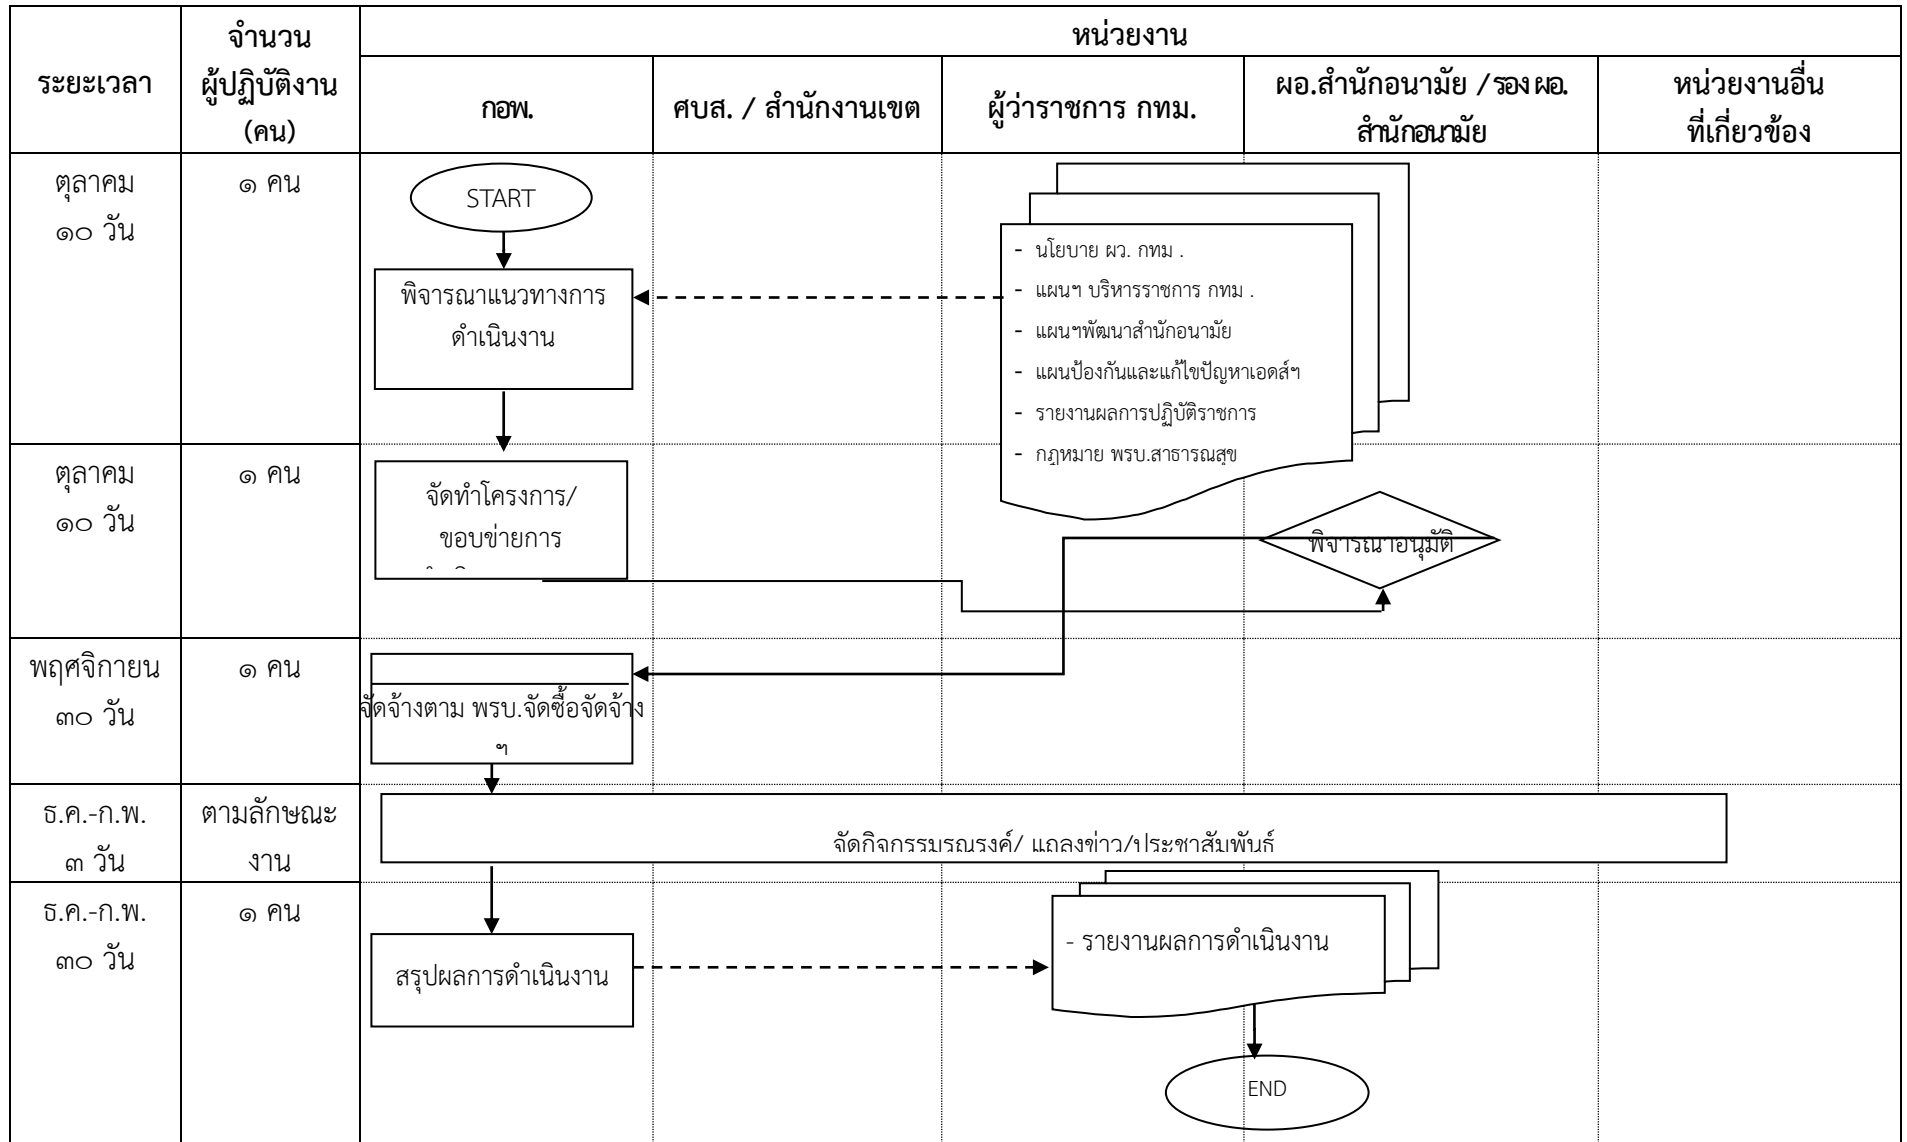 ระยะเวลา
จำนวน
ผู้ปฏิบัติงาน
(คน)
หน่วยงาน
กอพ.
ศบส. / สำนักงานเขต
ผู้ว่าราชการ กทม.
ผอ.สำนักอนามัย / รอง ผอ.
สำนักอนามัย
หน่วยงานอื่น
ที่เกี่ยวข้อง
ตุลาคม
๑๐ วัน
๑ คน
START
พิจารณาแนวทางการ
ดำเนินงาน
- นโยบาย ผว. กทม .
- แผนฯ บริหารราชการ กทม .
- แผนฯพัฒนาสำนักอนามัย
- แผนป้องกันและแก้ไขปัญหาเอดส์ฯ
- รายงานผลการปฏิบัติราชการ
- กฎหมาย พรบ.สาธารณสุข
ตุลาคม
๑๐ วัน
๑ คน
จัดทำโครงการ/
ขอบข่ายการ
พิจารณาอนุมัติ
พฤศจิกายน
๓๐ วัน
๑ คน
จัดจ้างตาม พรบ.จัดซื้อจัดจ้าง
ฯ
ธ.ค.-ก.พ.
๓ วัน
ตามลักษณะ
งาน
จัดกิจกรรมรณรงค์/ แถลงข่าว/ประชาสัมพันธ์
ธ.ค.-ก.พ.
๓๐ วัน
๑ คน
สรุปผลการดำเนินงาน
- รายงานผลการดำเนินงาน
END